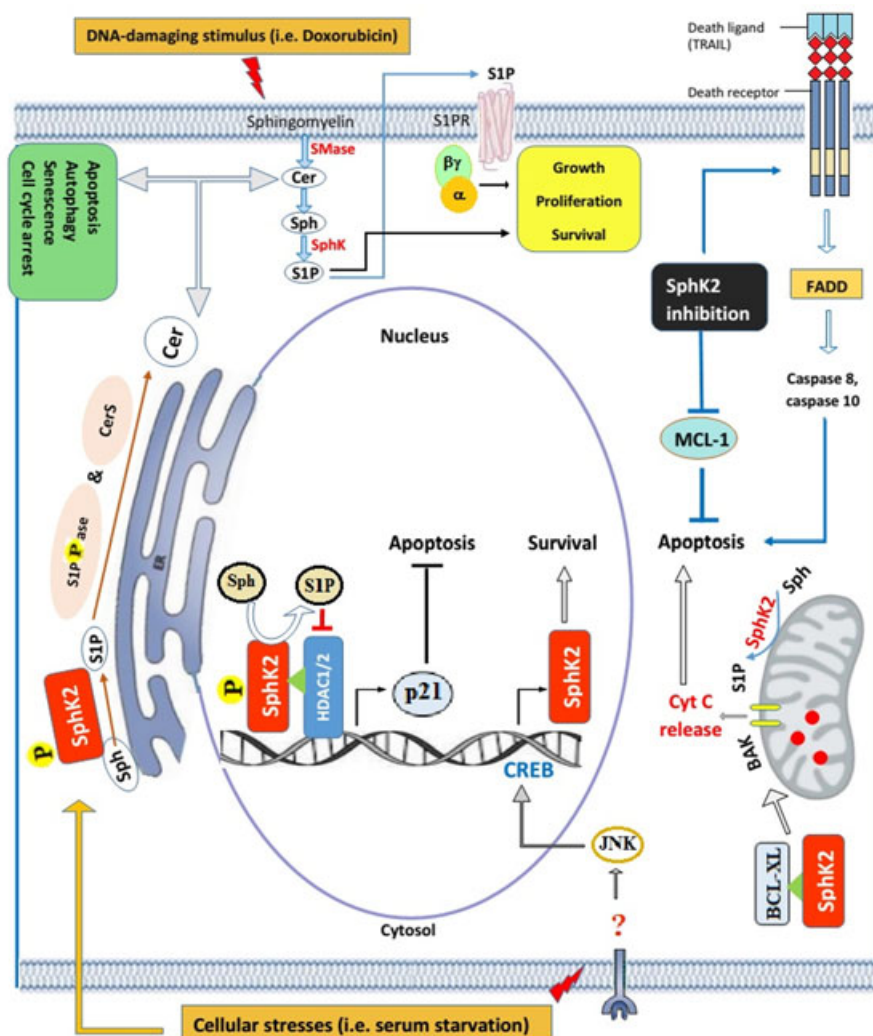 DNA-damaging stimulus (i.e. Doxorubicin)
Death ligand
(TRAIL)
Death receptor
S1P
Sphingomyelin
S1PR
SMase
Cer
Sph
SphK
S1P
βγ
α
Growth
Proliferation
Survival
Apoptosis
Autophagy
Senescence
Cell cycle arrest
SphK2
inhibition
FADD
Caspase 8,
caspase 10
MCL-1
Apoptosis
Nucleus
Cer
CerS
&
S1P P ase
ER
S1P
SphK2
P
Sph
Apoptosis
Survival
Sph
S1P
P
SphK2
HDAC1/2
p21
SphK2
CREB
JNK
?
Cytosol
Sph
SphK2
S1P
Cyt C
release
BAK
BCL-XL
SphK2
Cellular stresses (i.e. serum starvation)